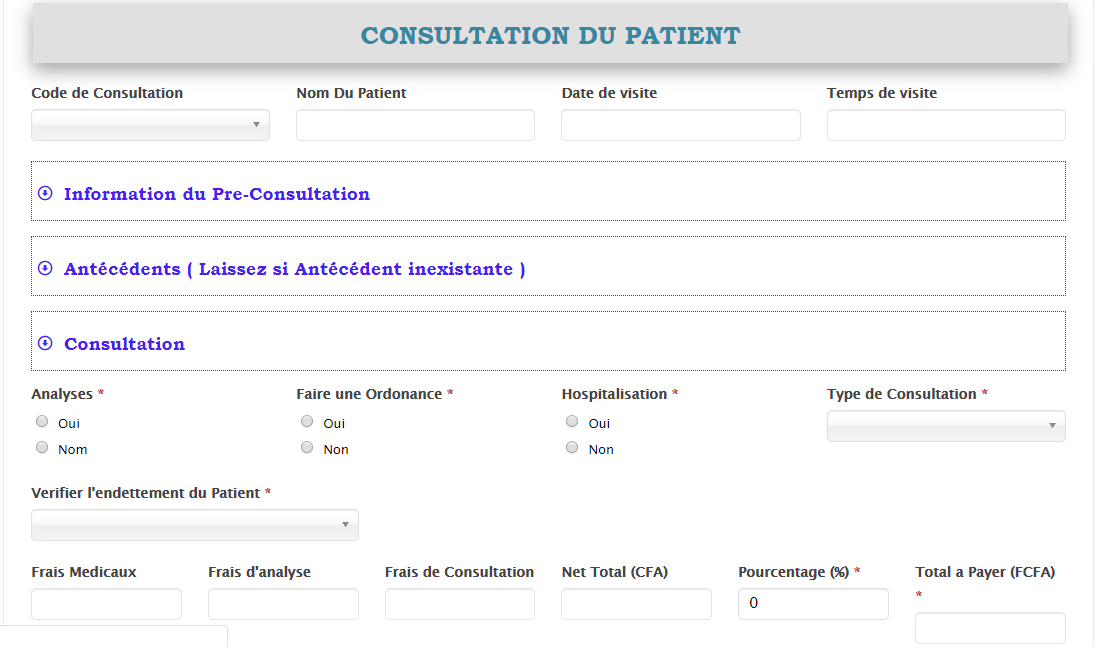 CONSULTATION DU PATIENT
Code de Consultation Nom Du Patient Date de visite Temps de visite
Information du Pre-Consultation
Antécédents ( Laissez si Antécédent inexistante )
Consultation
Analyses * Faire une Ordonance * Hospitalisation * Type de Consultation *
Oui Oui Oui
Nom Non Non
Verifier l'endettement du Patient *
Frais Medicaux Frais d'analyse Frais de Consultation Net Total (CFA) Pourcentage (%) * Total a Payer (FCFA)
*
0